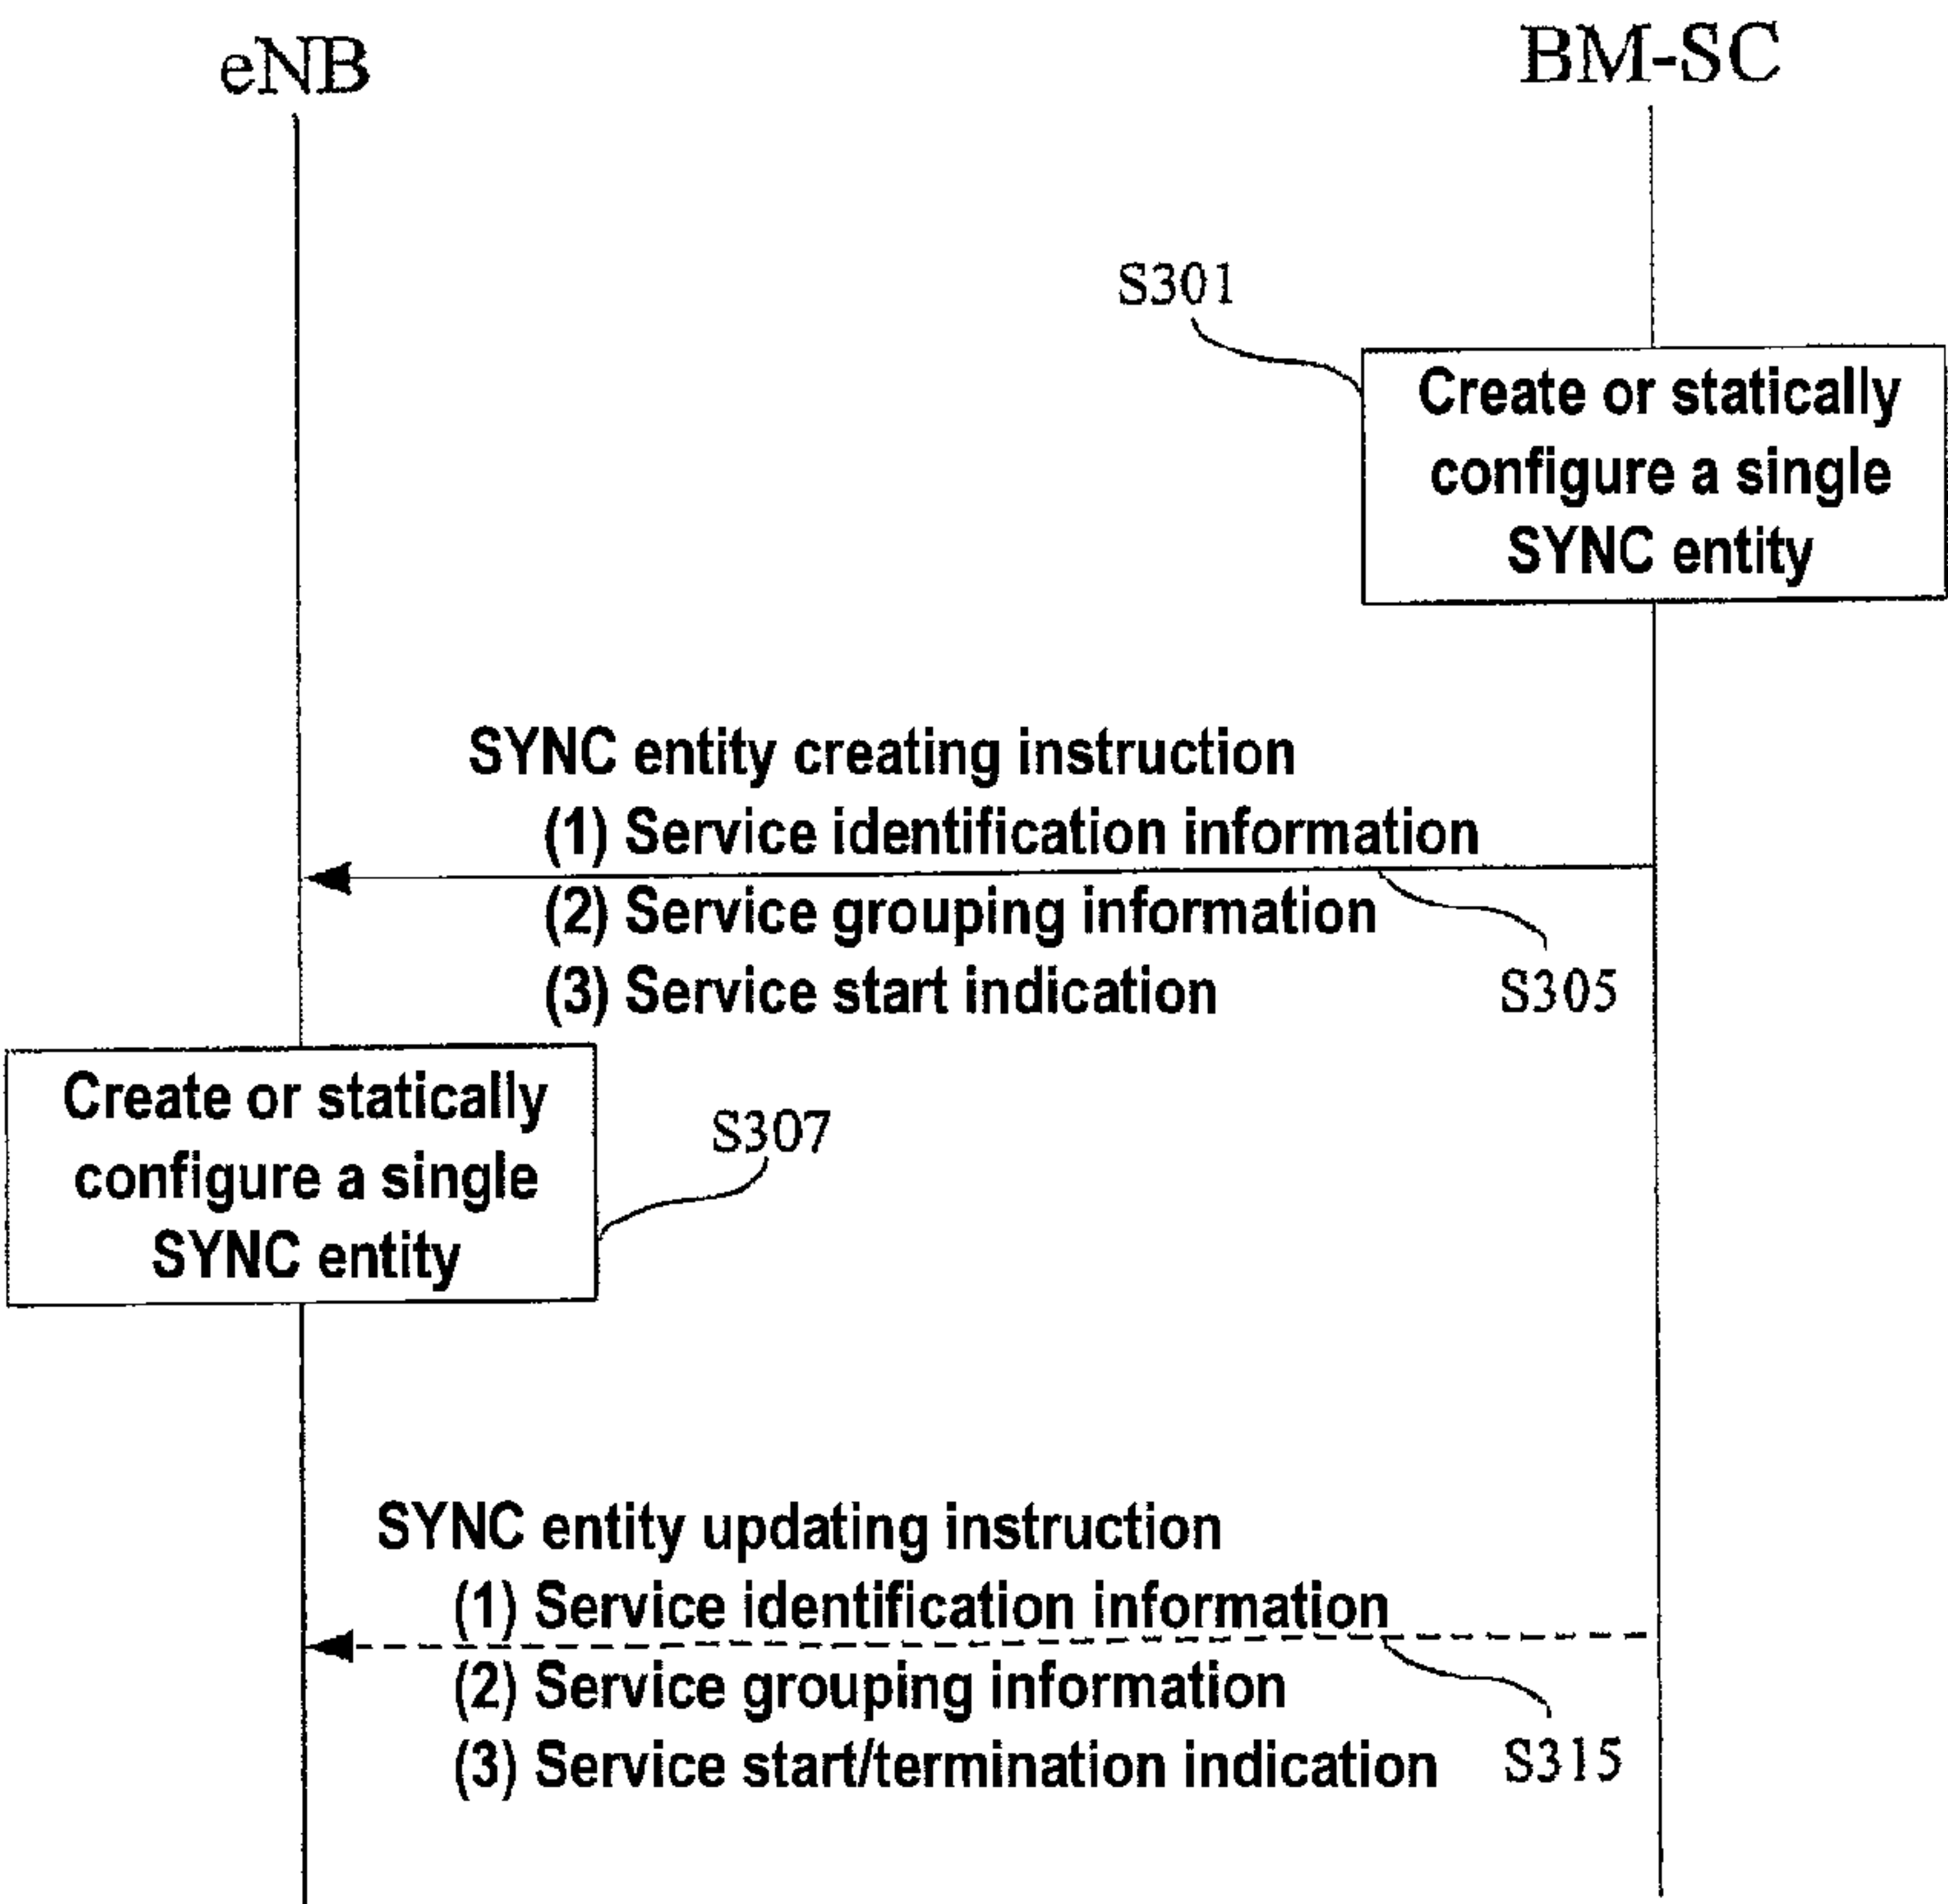 eNB
BM-SC
S301
Create or statically
configure a single
SYNC entity
SYNC entity creating instruction
(1) Service identification information
(2) Service grouping information
(3) Service start indication
S305
Create or statically
configure a single
SYNC entity
S307
SYNC entity updating instruction
(1) Service identification information
(2) Service grouping information
(3) Service start/termination indication
S315